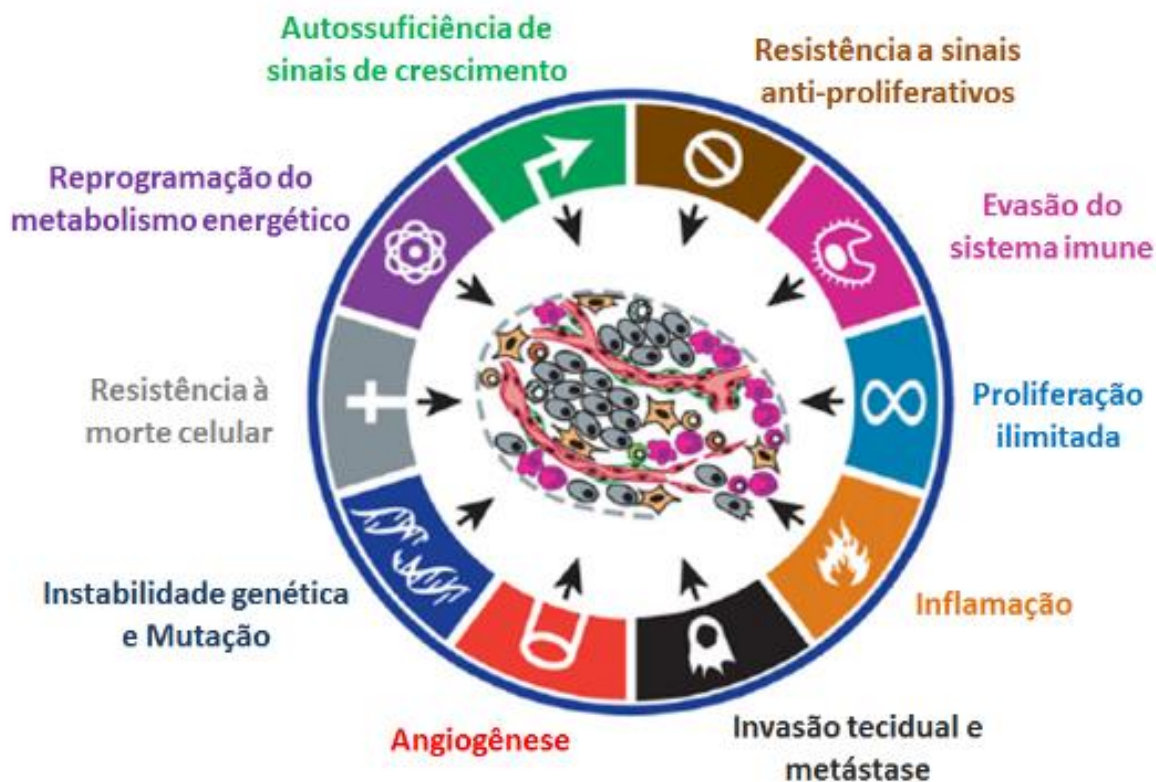 Autossuficiência de
sinais de crescimento
Resistência a sinais
anti-proliferativos
Reprogramação do
metabolismo energético
Evasão do
sistema imune
Resistência à
morte celular
Proliferação
ilimitada
Instabilidade genética
e Mutação
Inflamação
Angiogênese
Invasão tecidual e
metástase